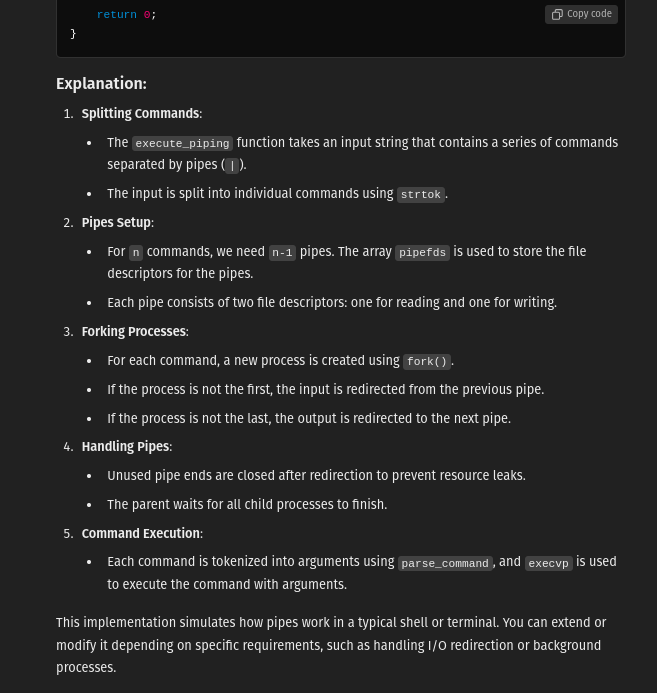 return 0;
Copy code
}
Explanation:
1. Splitting Commands:
• The execute_piping function takes an input string that contains a series of commands
separated by pipes (|).
• The input is split into individual commands using strtok.
2. Pipes Setup:
• For n commands, we need n-1 pipes. The array pipefds is used to store the file
descriptors for the pipes.
• Each pipe consists of two file descriptors: one for reading and one for writing.
3. Forking Processes:
• For each command, a new process is created using fork().
• If the process is not the first, the input is redirected from the previous pipe.
• If the process is not the last, the output is redirected to the next pipe.
4. Handling Pipes:
• Unused pipe ends are closed after redirection to prevent resource leaks.
• The parent waits for all child processes to finish.
5. Command Execution:
• Each command is tokenized into arguments using parse_command, and execvp is used
to execute the command with arguments.
This implementation simulates how pipes work in a typical shell or terminal. You can extend or
modify it depending on specific requirements, such as handling I/O redirection or background
processes.